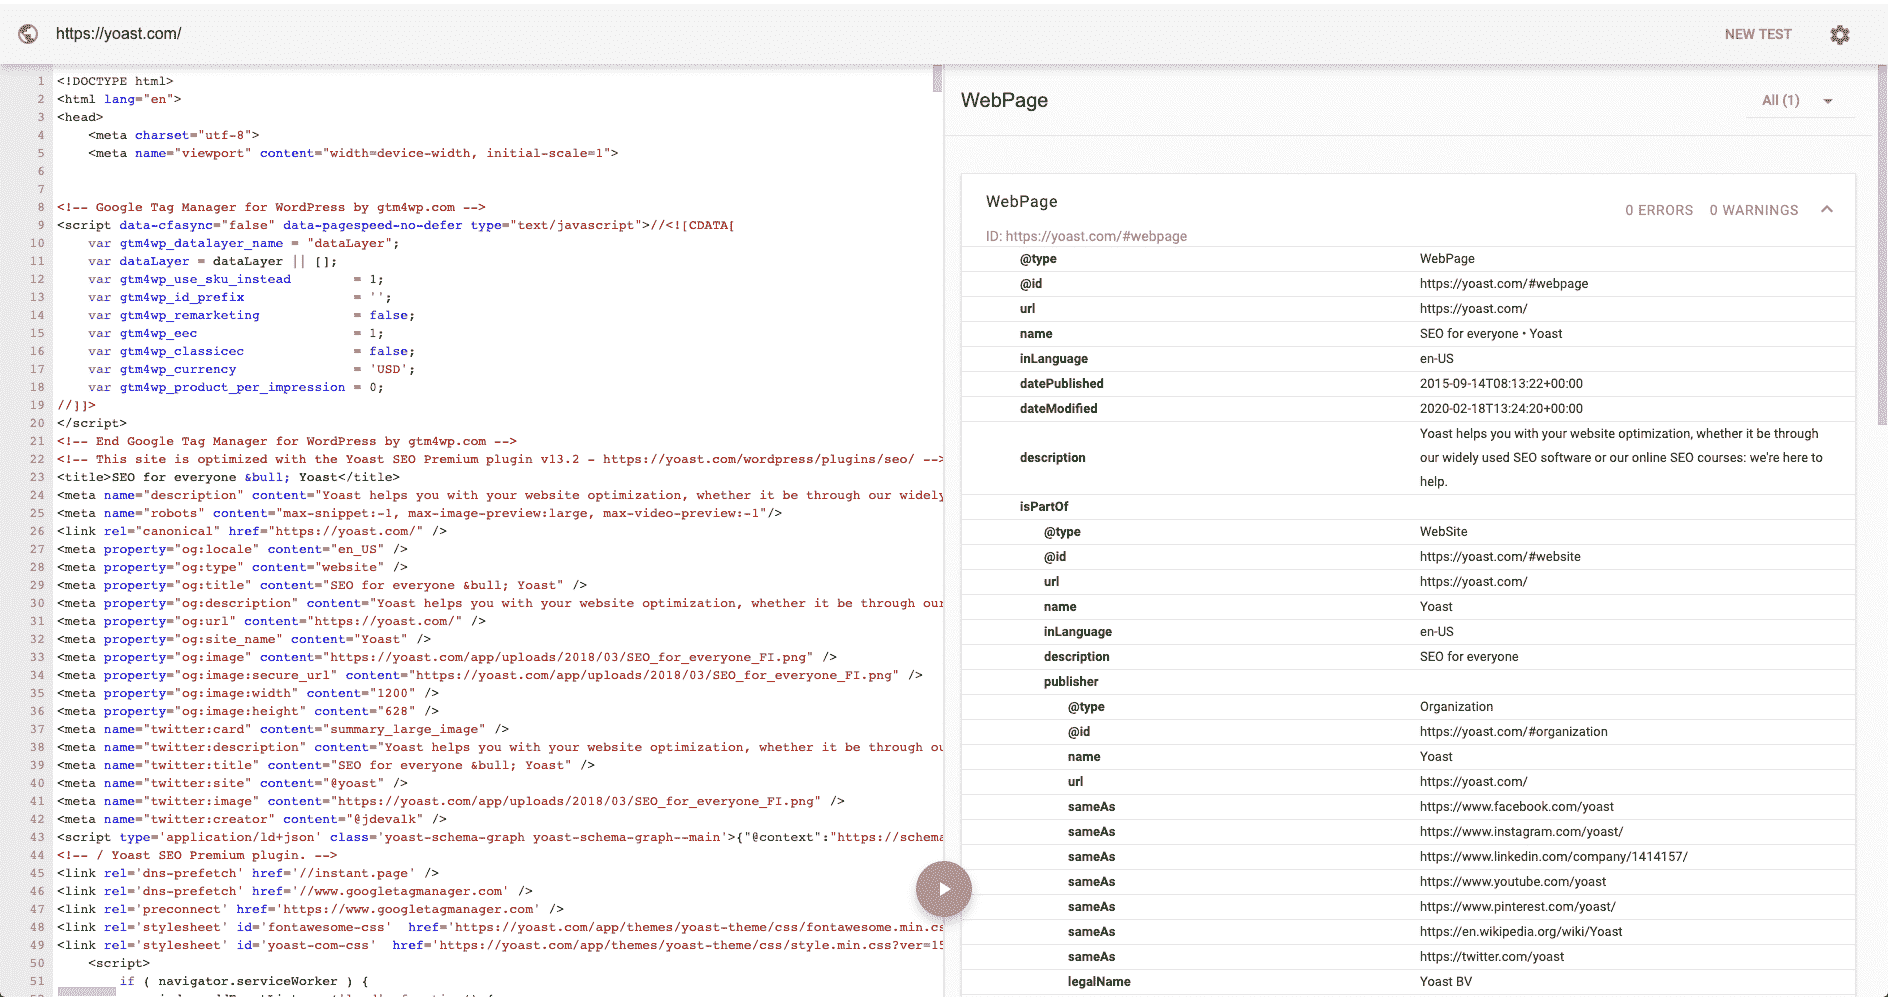 https://yoast.com/
NEW TEST
1 <!DOCTYPE html>
2 <html lang="en">
3 <head>
4 <meta charset="utf-8">
5 <meta name="viewport" content="width=device-width, initial-scale=1">
6
7
8 <!-- Google Tag Manager for WordPress by gtm4wp.com -->
9 <script data-cfasync="false" data-pagespeed-no-defer type="text/javascript">//<![CDATA[
10 var gtm4wp_datalayer_name = "dataLayer";
11 var dataLayer = dataLayer || [];
12 var gtm4wp_use_sku_instead = 1;
13 var gtm4wp_id_prefix = '';
14 var gtm4wp_remarketing = false;
15 var gtm4wp_eec = 1;
16 var gtm4wp_classicec = false;
17 var gtm4wp_currency = 'USD';
18 var gtm4wp_product_per_impression = 0;
19 //]]>
20 </script>
21 <!-- End Google Tag Manager for WordPress by gtm4wp.com -->
22 <!-- This site is optimized with the Yoast SEO Premium plugin v13.2 - https://yoast.com/wordpress/plugins/seo/ -->
23 <title>SEO for everyone &bull; Yoast</title>
24 <meta name="description" content="Yoast helps you with your website optimization, whether it be through our widely
25 <meta name="robots" content="max-snippet:-1, max-image-preview:large, max-video-preview:-1"/>
26 <link rel="canonical" href="https://yoast.com/" />
27 <meta property="og:locale" content="en_US" />
28 <meta property="og:type" content="website" />
29 <meta property="og:title" content="SEO for everyone &bull; Yoast" />
30 <meta property="og:description" content="Yoast helps you with your website optimization, whether it be through our
31 <meta property="og:url" content="https://yoast.com/" />
32 <meta property="og:site_name" content="Yoast" />
33 <meta property="og:image" content="https://yoast.com/app/uploads/2018/03/SEO_for_everyone_FI.png" />
34 <meta property="og:image:secure_url" content="https://yoast.com/app/uploads/2018/03/SEO_for_everyone_FI.png" />
35 <meta property="og:image:width" content="1200" />
36 <meta property="og:image:height" content="628" />
37 <meta name="twitter:card" content="summary_large_image" />
38 <meta name="twitter:description" content="Yoast helps you with your website optimization, whether it be through ou
39 <meta name="twitter:title" content="SEO for everyone &bull; Yoast" />
40 <meta name="twitter:site" content="@yoast" />
41 <meta name="twitter:image" content="https://yoast.com/app/uploads/2018/03/SEO_for_everyone_FI.png" />
42 <meta name="twitter:creator" content="@jdevalk" />
43 <script type='application/ld+json' class='yoast-schema-graph yoast-schema-graph--main'>{"@context":"https://schema
44 <!-- / Yoast SEO Premium plugin. -->
45 <link rel='dns-prefetch' href='//instant.page' />
46 <link rel='dns-prefetch' href='//www.googletagmanager.com' />
47 <link rel='preconnect' href='https://www.googletagmanager.com' />
48 <link rel='stylesheet' id='fontawesome-css' href='https://yoast.com/app/themes/yoast-theme/css/fontawesome.min.cs
49 <link rel='stylesheet' id='yoast-com-css' href='https://yoast.com/app/themes/yoast-theme/css/style.min.css?ver=15
50 <script>
51 if ( navigator.serviceWorker ) {
WebPage
All (1)
WebPage
0 ERRORS 0 WARNINGS
ID: https://yoast.com/#webpage
@type WebPage
@id https://yoast.com/#webpage
url https://yoast.com/
name SEO for everyone • Yoast
inLanguage en-US
datePublished 2015-09-14T08:13:22+00:00
dateModified 2020-02-18T13:24:20+00:00
description Yoast helps you with your website optimization, whether it be through
our widely used SEO software or our online SEO courses: we're here to
help.
isPartOf
@type WebSite
@id https://yoast.com/#website
url https://yoast.com/
name Yoast
inLanguage en-US
description SEO for everyone
publisher
@type Organization
@id https://yoast.com/#organization
name Yoast
url https://yoast.com/
sameAs https://www.facebook.com/yoast
sameAs https://www.instagram.com/yoast/
sameAs https://www.linkedin.com/company/1414157/
sameAs https://www.youtube.com/yoast
sameAs https://www.pinterest.com/yoast/
sameAs https://en.wikipedia.org/wiki/Yoast
sameAs https://twitter.com/yoast
legalName Yoast BV